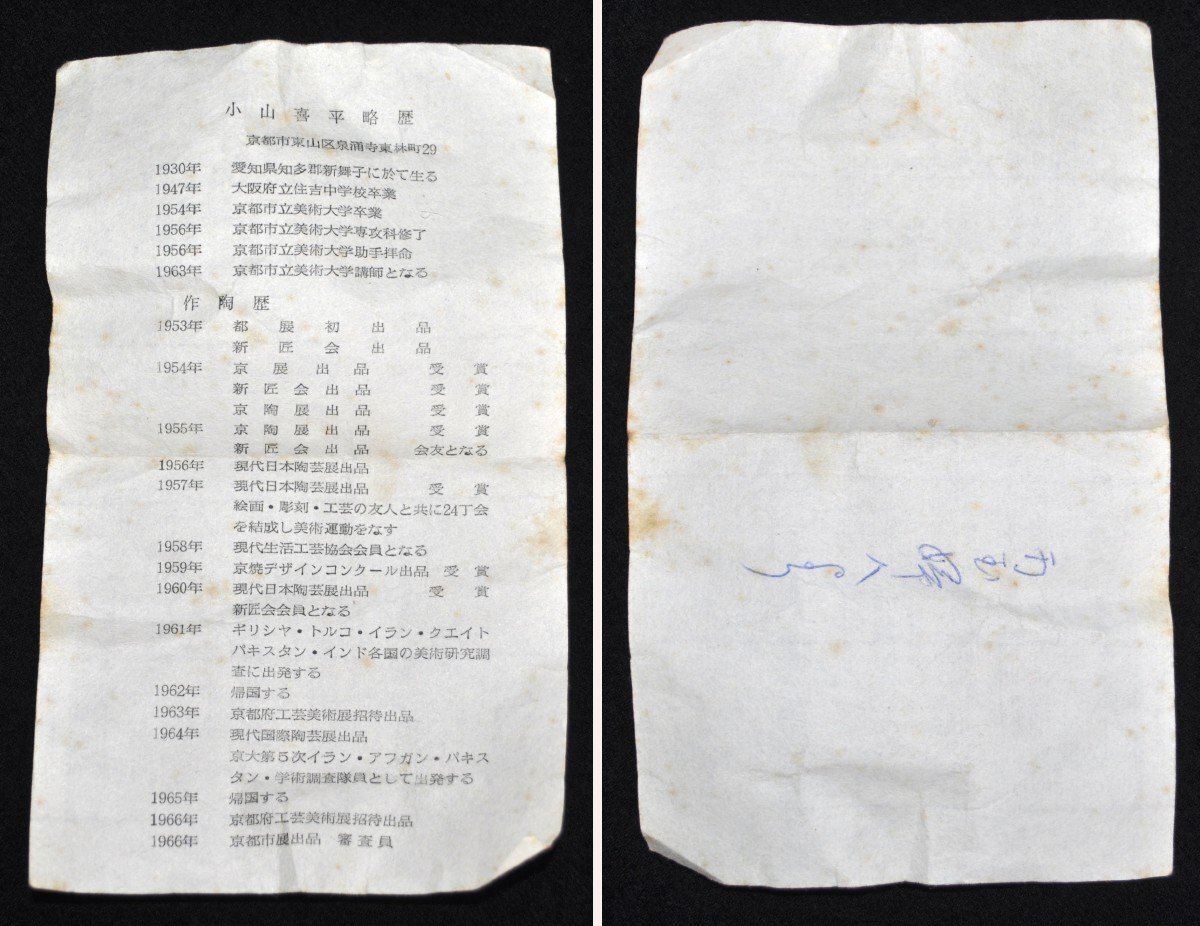 小山喜平略歴
京都市東山区泉涌寺東林町29
1930年 愛知県知多郡新舞子に於て生る
1947年 大阪府立住吉中学校卒業
1954年 京都市立美術大学卒業
1956年 京都市立美術大学専攻科修了
1956年 京都市立美術大学助手拝命
1963年 京都市立美術大学講師となる
作陶歴
1953年 都展初出品
新匠会出品
1954年 京展出品 受賞
新匠会出品 受賞
京陶展出品 受賞
1955年 京陶展出品 受賞
新匠会出品 会友となる
1956年 現代日本陶芸展出品
1957年 現代日本陶芸展出品 受賞
絵画・彫刻・工芸の友人と共に24丁会
を結成し美術運動をなす
1958年 現代生活工芸協会会員となる
1959年 京焼デザインコンクール出品 受賞
1960年 現代日本陶芸展出品 受賞
新匠会会員となる
1961年 ギリシヤ・トルコ・イラン・クエイト
パキスタン・インド各国の美術研究調
査に出発する
1962年 帰国する
1963年 京都府工芸美術展招待出品
1964年 現代国際陶芸展出品
京大第5次イラン・アフガン・パキス
タン・学術調査隊員として出発する
1965年 帰国する
1966年 京都府工芸美術展招待出品
1966年 京都市展出品 審査員